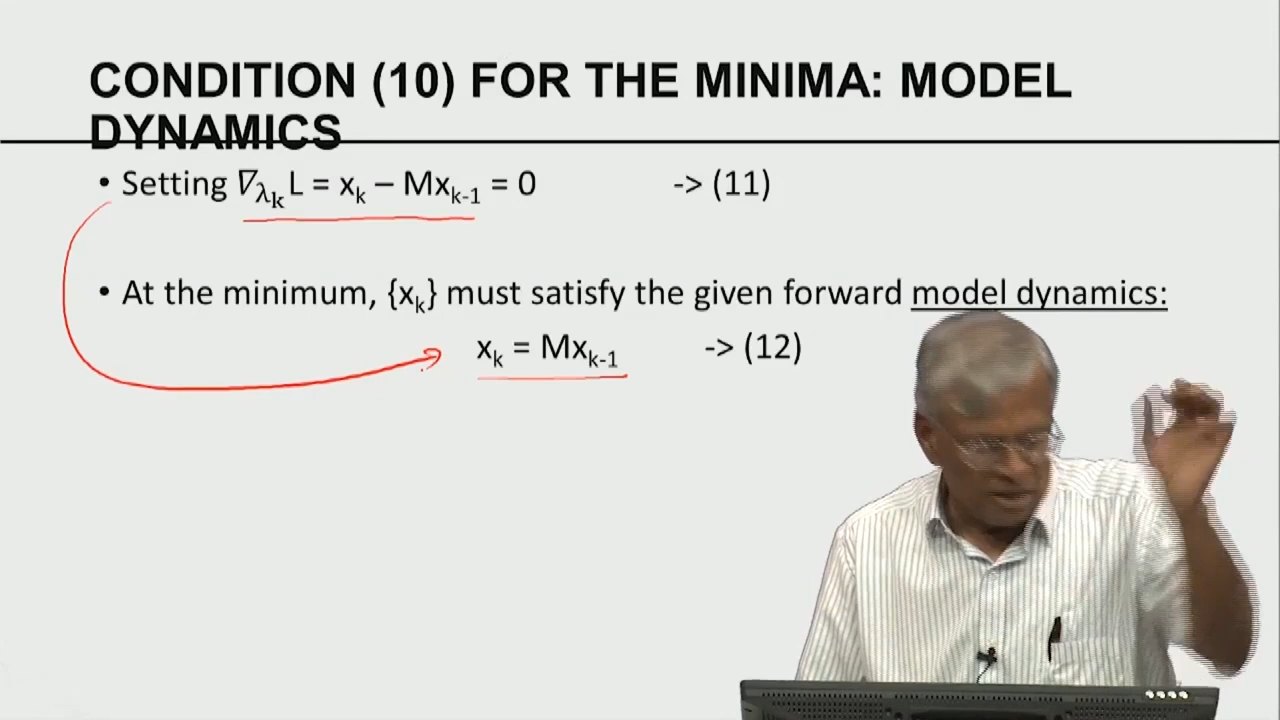 CONDITION (10) FOR THE MINIMA: MODEL
DYNAMICS
• Setting ∇λₖL = xₖ – Mxₖ₋₁ = 0 -> (11)
• At the minimum, {xₖ} must satisfy the given forward model dynamics:
xₖ = Mxₖ₋₁ -> (12)